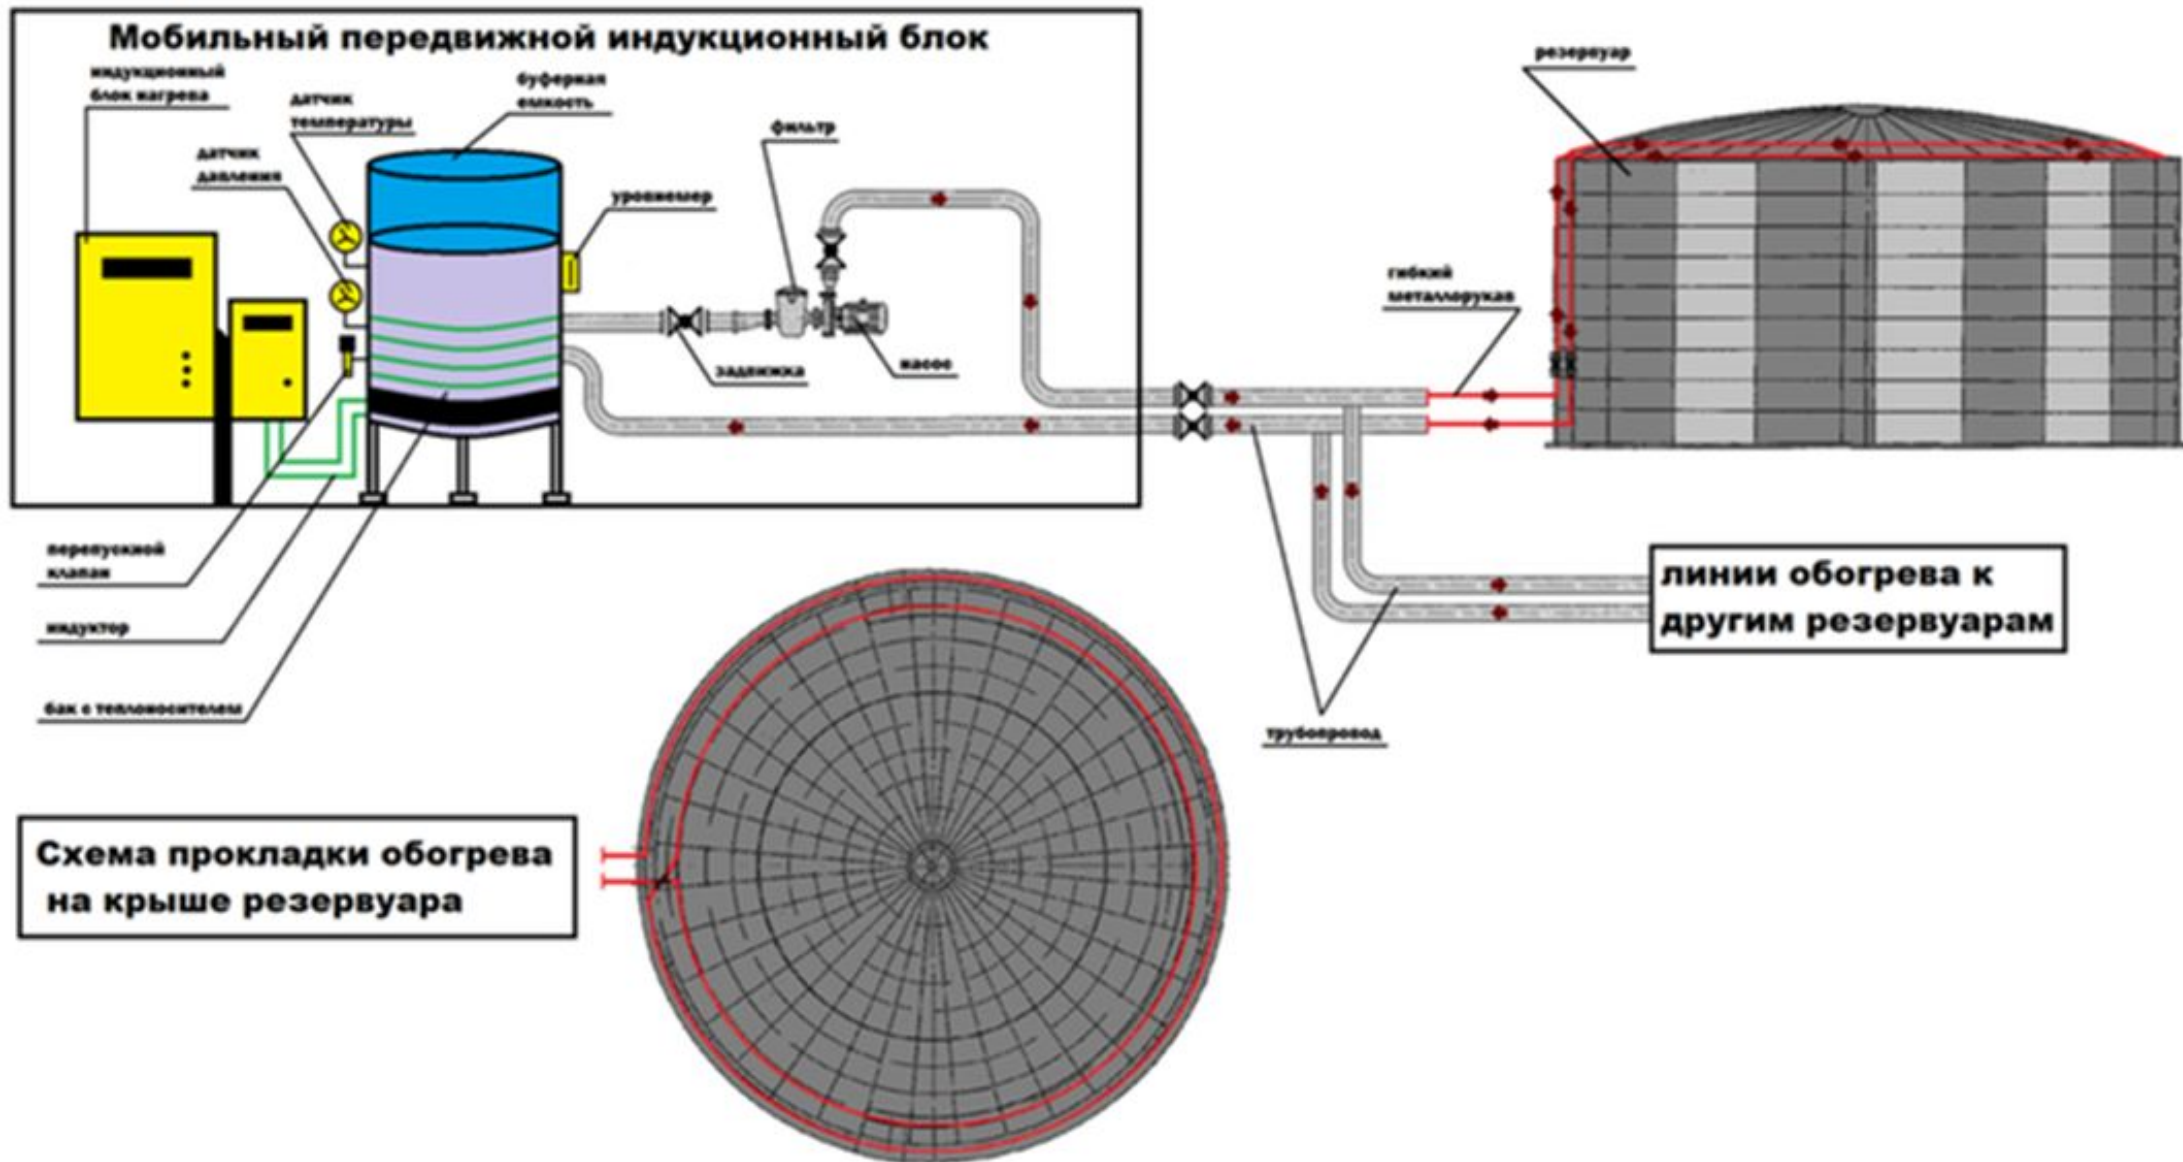 Мобильный передвижной индукционный блок
индукционный
блок нагрева
датчик
температуры
буферная
емкость
датчик
давления
фильтр
уровнемер
задвижка
насос
резервуар
гибкий
металлорукав
перепускной
клапан
индуктор
бак с теплоносителем
линии обогрева к
другим резервуарам
трубопровод
Схема прокладки обогрева
на крыше резервуара